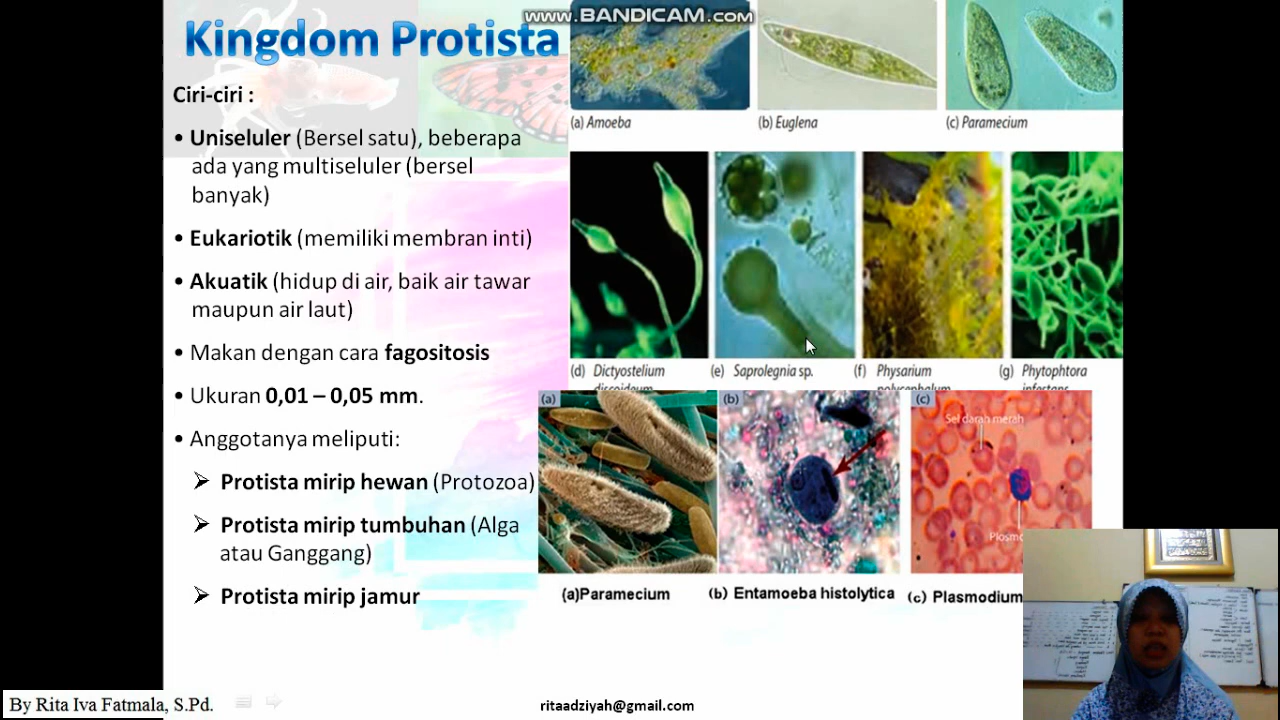 www.BANDICAM.com
Kingdom Protista
Ciri-ciri :
• Uniseluler (Bersel satu), beberapa
ada yang multiseluler (bersel
banyak)
• Eukariotik (memiliki membran inti)
• Akuatik (hidup di air, baik air tawar
maupun air laut)
• Makan dengan cara fagositosis
• Ukuran 0,01 – 0,05 mm.
• Anggotanya meliputi:
➢ Protista mirip hewan (Protozoa)
➢ Protista mirip tumbuhan (Alga
atau Ganggang)
➢ Protista mirip jamur
(a) Amoeba
(b) Euglena
(c) Paramecium
(d) Dictyostelium
discoideum
(e) Saprolegnia sp.
(f) Physarium
polycephalum
(g) Phytophtora
infestans
(a)
(b)
(c)
Sel darah merah
Plosmo
(a)Paramecium
(b) Entamoeba histolytica
(c) Plasmodium
By Rita Iva Fatmala, S.Pd.
ritaadziyah@gmail.com